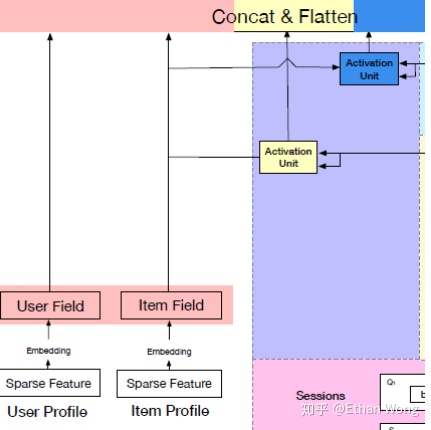 Concat & Flatten
Activation
Unit
Activation
Unit
User Field
Item Field
Embedding
Embedding
Sparse Feature
Sparse Feature
User Profile
Item Profile
Sessions
Q₁
b
知乎 @Ethan Wong